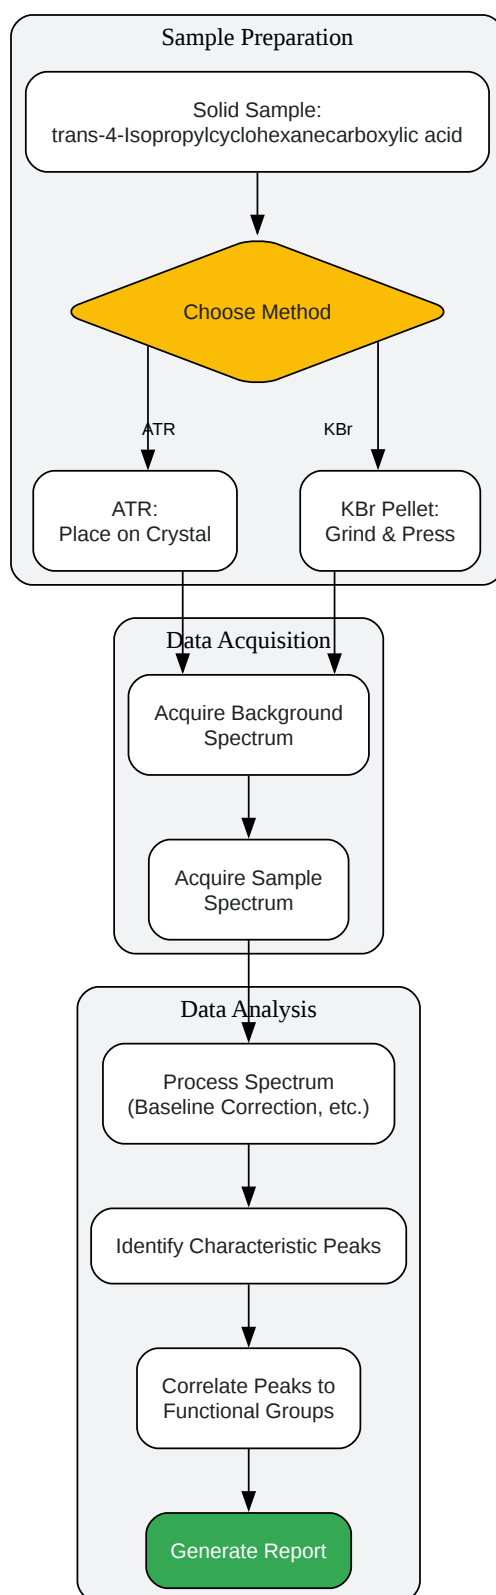 Sample Preparation
Solid Sample:
trans-4-Isopropylcyclohexanecarboxylic acid
Choose Method
ATR
KBr
ATR:
Place on Crystal
KBr Pellet:
Grind & Press
Data Acquisition
Acquire Background
Spectrum
Acquire Sample
Spectrum
Data Analysis
Process Spectrum
(Baseline Correction, etc.)
Identify Characteristic Peaks
Correlate Peaks to
Functional Groups
Generate Report